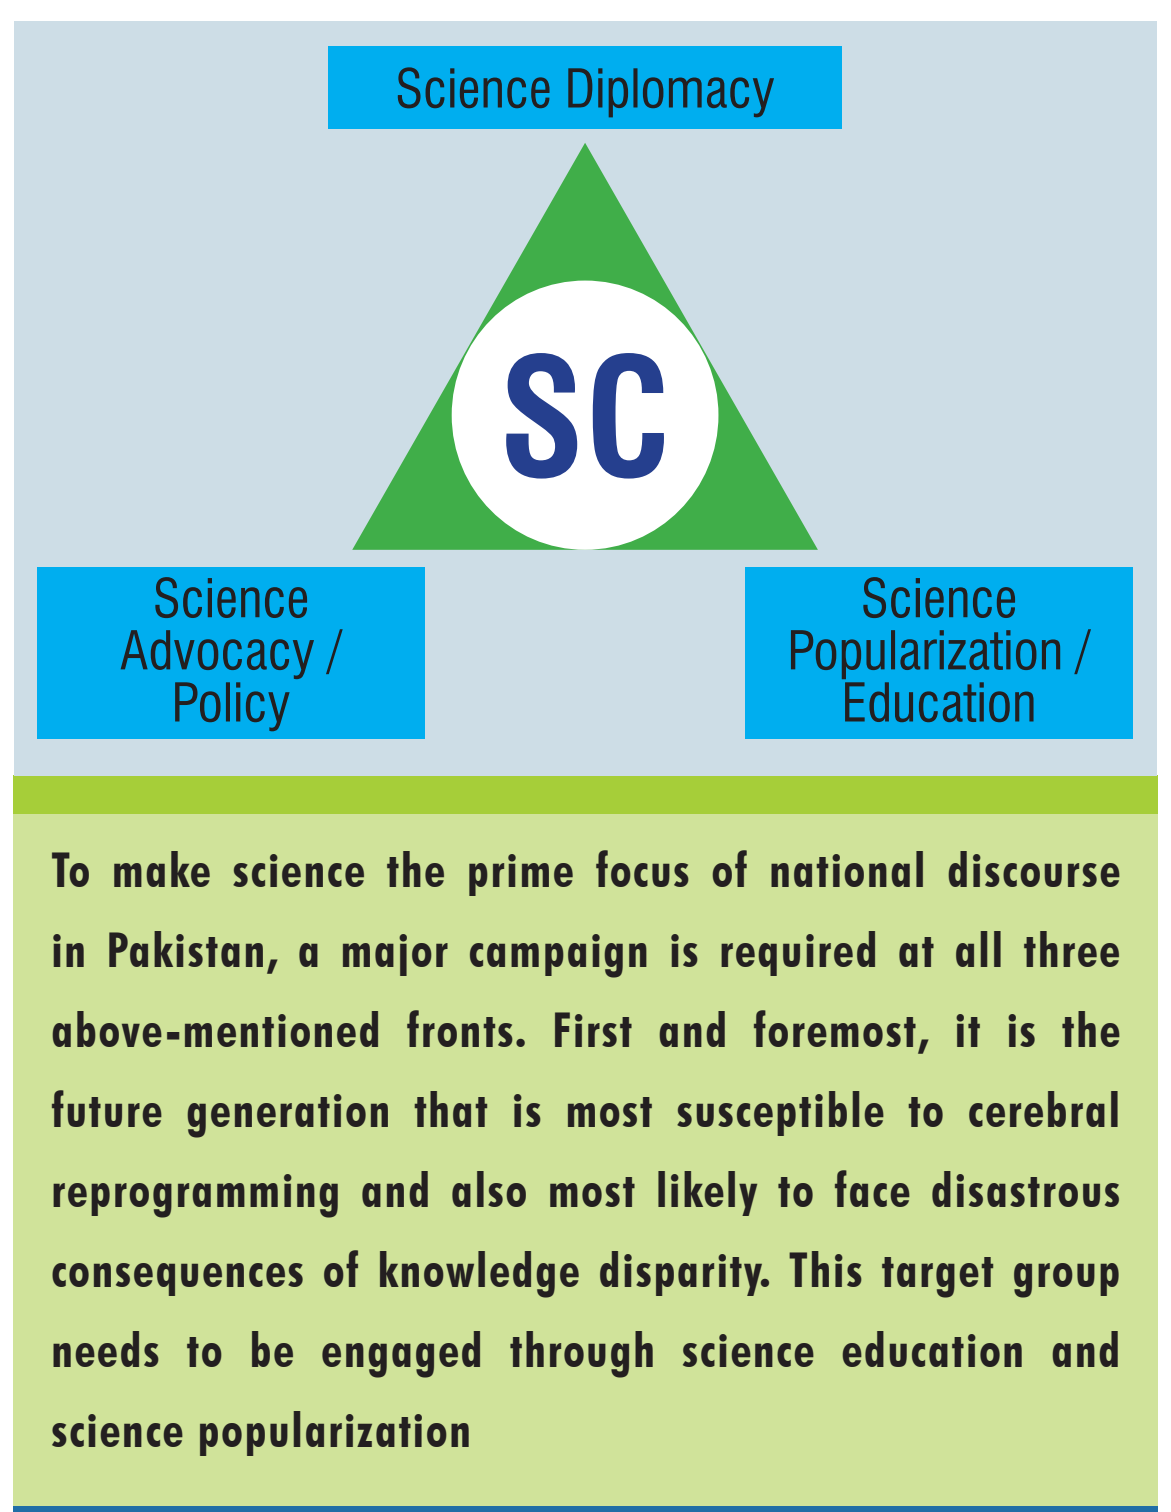 Science Diplomacy
SC
Science
Advocacy /
Policy
Science
Popularization /
Education
To make science the prime focus of national discourse
in Pakistan, a major campaign is required at all three
above-mentioned fronts. First and foremost, it is the
future generation that is most susceptible to cerebral
reprogramming and also most likely to face disastrous
consequences of knowledge disparity. This target group
needs to be engaged through science education and
science popularization